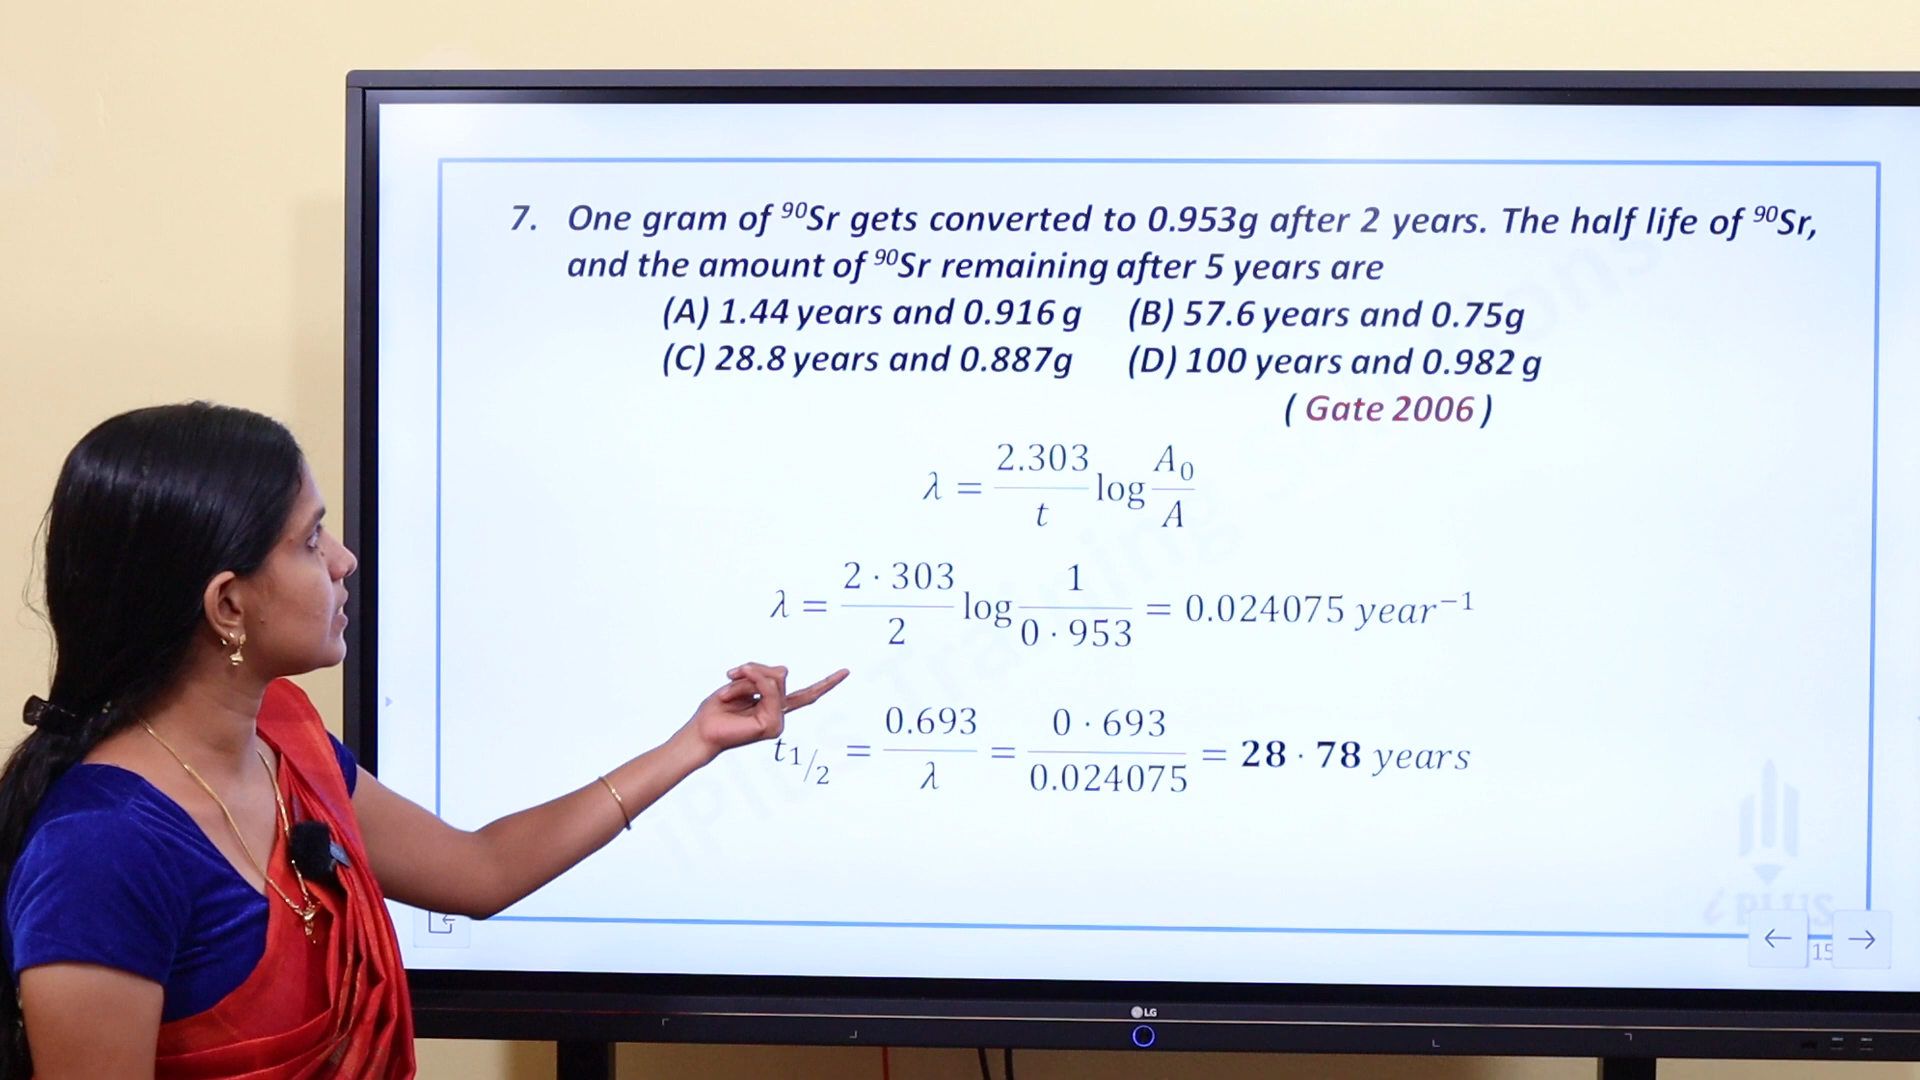 7. One gram of ⁹⁰Sr gets converted to 0.953g after 2 years. The half life of ⁹⁰Sr,
and the amount of ⁹⁰Sr remaining after 5 years are
(A) 1.44 years and 0.916 g (B) 57.6 years and 0.75g
(C) 28.8 years and 0.887g (D) 100 years and 0.982 g
( Gate 2006 )
λ = 2.303/t log A₀/A
λ = 2·303/2 log 1/0·953 = 0.024075 year⁻¹
t₁/₂ = 0.693/λ = 0·693/0.024075 = 28·78 years
iPlus Training
iPLUS
15
LG